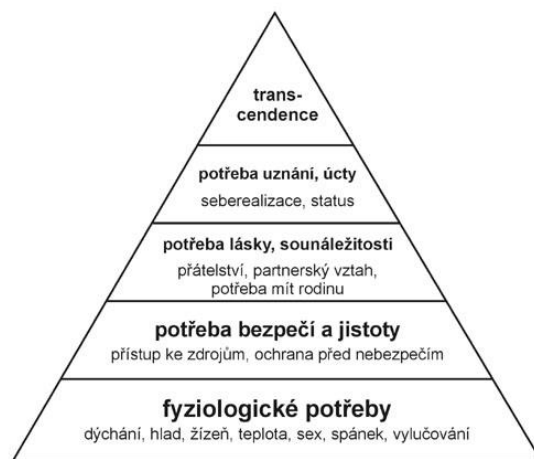 trans-
cendence
potřeba uznání, úcty
seberealizace, status
potřeba lásky, sounáležitosti
přátelství, partnerský vztah,
potřeba mít rodinu
potřeba bezpečí a jistoty
přístup ke zdrojům, ochrana před nebezpečím
fyziologické potřeby
dýchání, hlad, žízeň, teplota, sex, spánek, vylučování